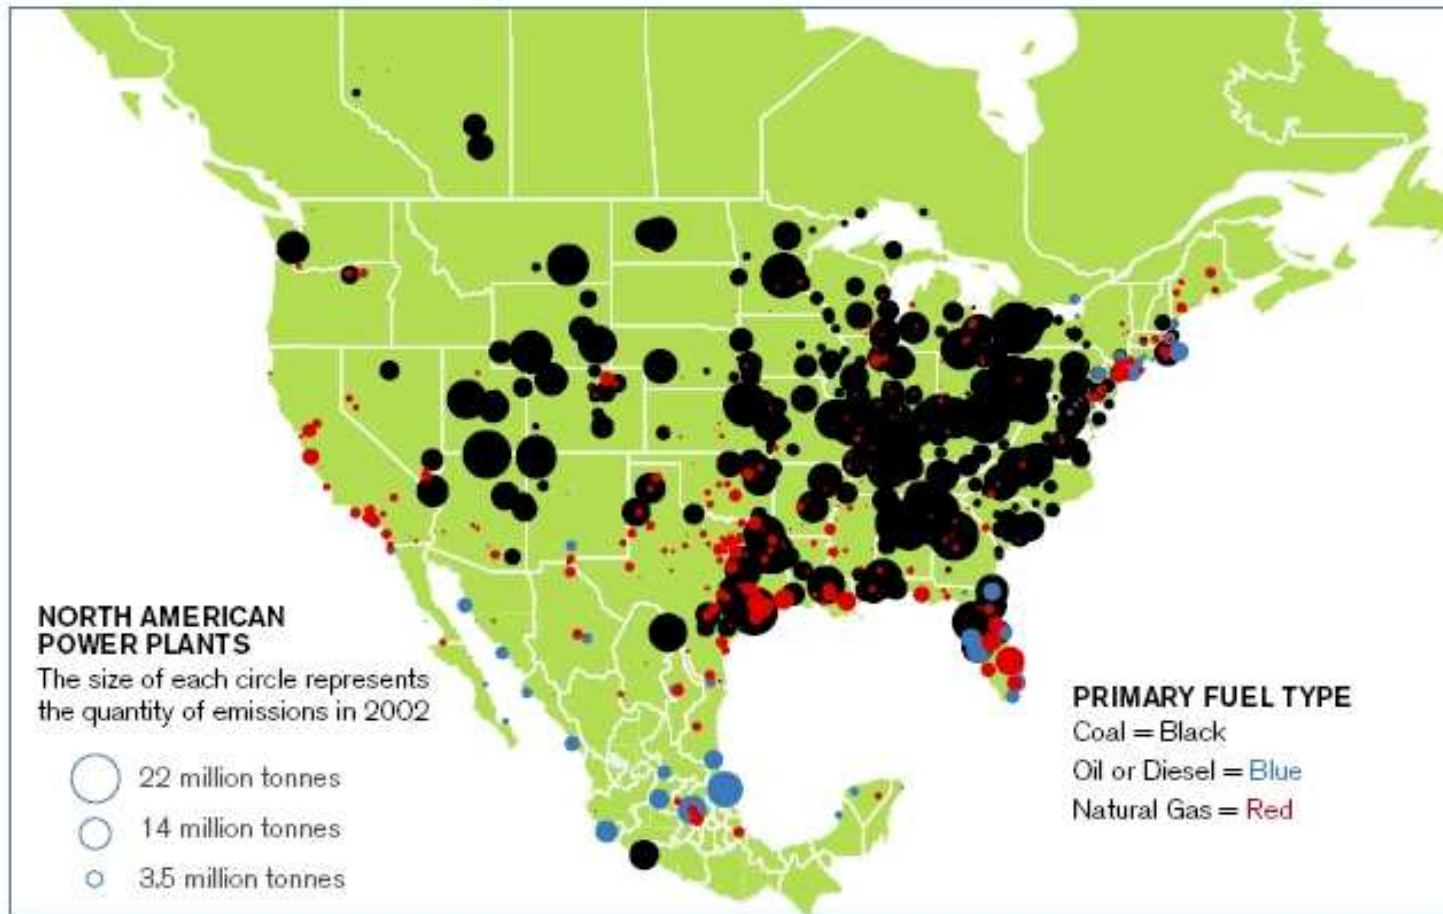 NORTH AMERICAN
POWER PLANTS
The size of each circle represents
the quantity of emissions in 2002
22 million tonnes
14 million tonnes
3.5 million tonnes
PRIMARY FUEL TYPE
Coal = Black
Oil or Diesel = Blue
Natural Gas = Red